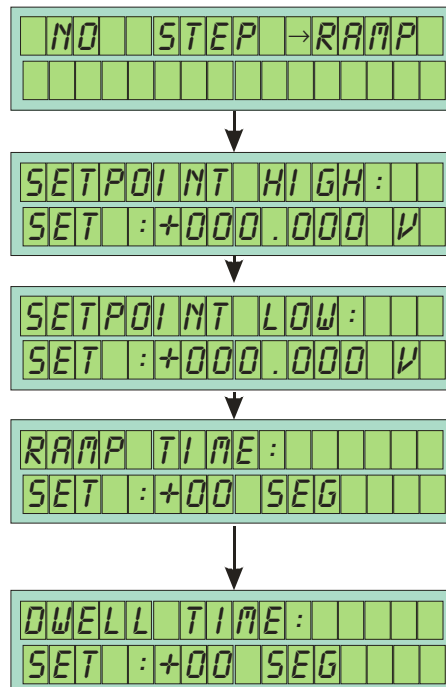 NO STEP →RAMP
SETPOINT HIGH:
SET :+000.000 V
SETPOINT LOW:
SET :+000.000 V
RAMP TIME:
SET :+00 SEG
DWELL TIME:
SET :+00 SEG